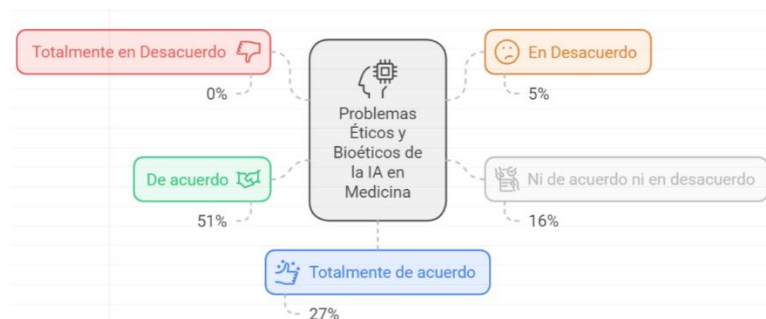 Totalmente en Desacuerdo
0%
En Desacuerdo
5%
Problemas
Éticos y
Bioéticos de
la IA en
Medicina
De acuerdo
51%
Ni de acuerdo ni en desacuerdo
16%
Totalmente de acuerdo
27%